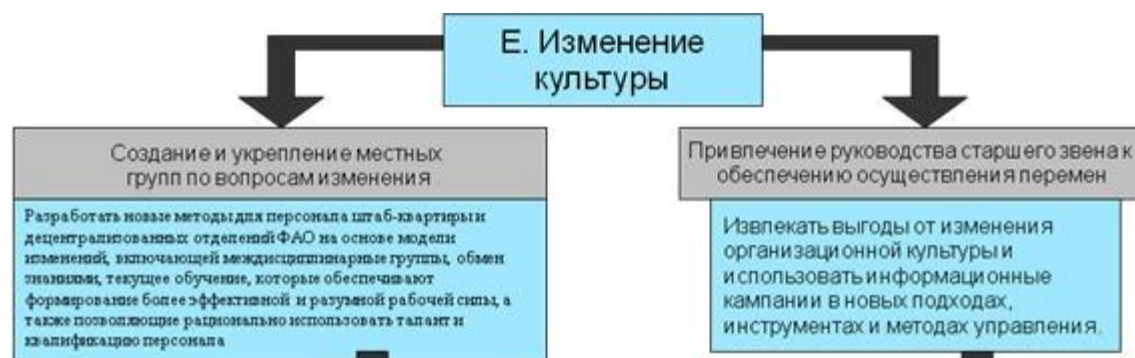 Е. Изменение
культуры
Создание и укрепление местных
групп по вопросам изменения
Разработать новые методы для персонала штаб-квартиры и
децентрализованных отделений ФАО на основе модели
изменений, включающей междисциплинарные группы, обмен
знаниями, текущее обучение, которые обеспечивают
формирование более эффективной и разумной рабочей силы, а
также позволяющие рационально использовать талант и
квалификацию персонала
Привлечение руководства старшего звена к
обеспечению осуществления перемен
Извлекать выгоды от изменения
организационной культуры и
использовать информационные
кампании в новых подходах,
инструментах и методах управления.